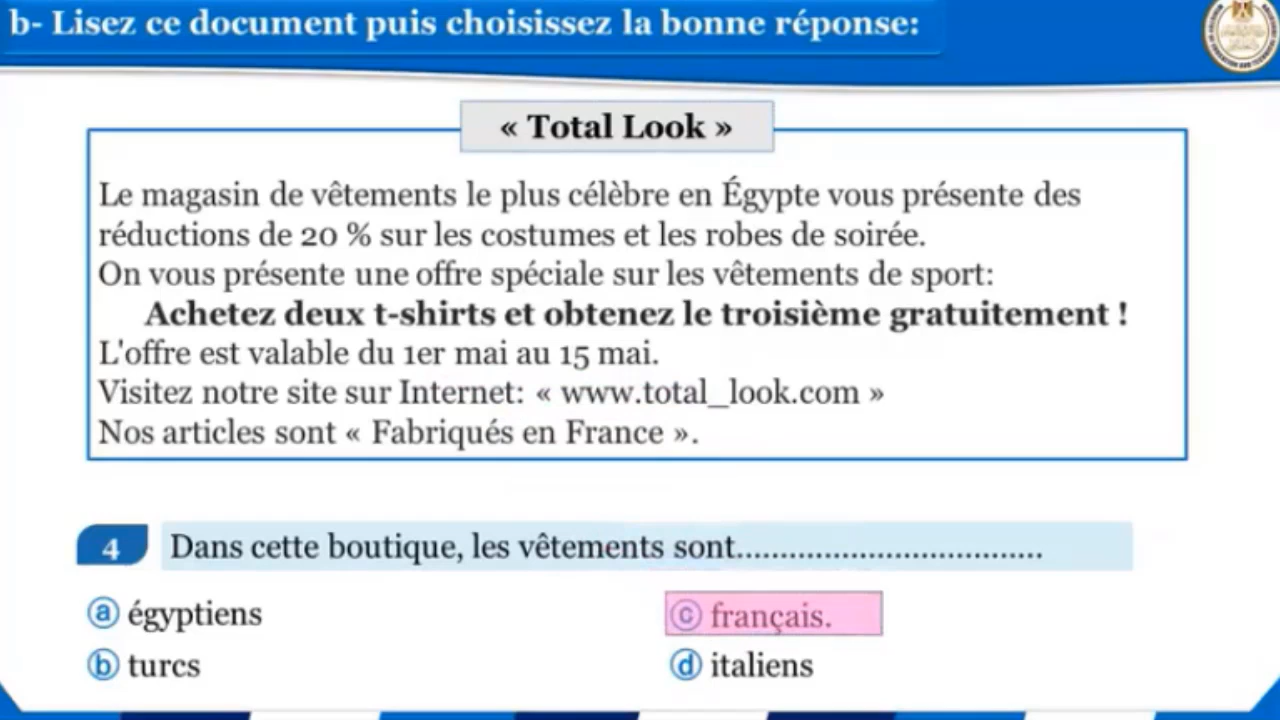 b- Lisez ce document puis choisissez la bonne réponse:
« Total Look »
Le magasin de vêtements le plus célèbre en Égypte vous présente des
réductions de 20 % sur les costumes et les robes de soirée.
On vous présente une offre spéciale sur les vêtements de sport:
Achetez deux t-shirts et obtenez le troisième gratuitement !
L'offre est valable du 1er mai au 15 mai.
Visitez notre site sur Internet: « www.total_look.com »
Nos articles sont « Fabriqués en France ».
4 Dans cette boutique, les vêtements sont.................................
a égyptiens
b turcs
c français.
d italiens